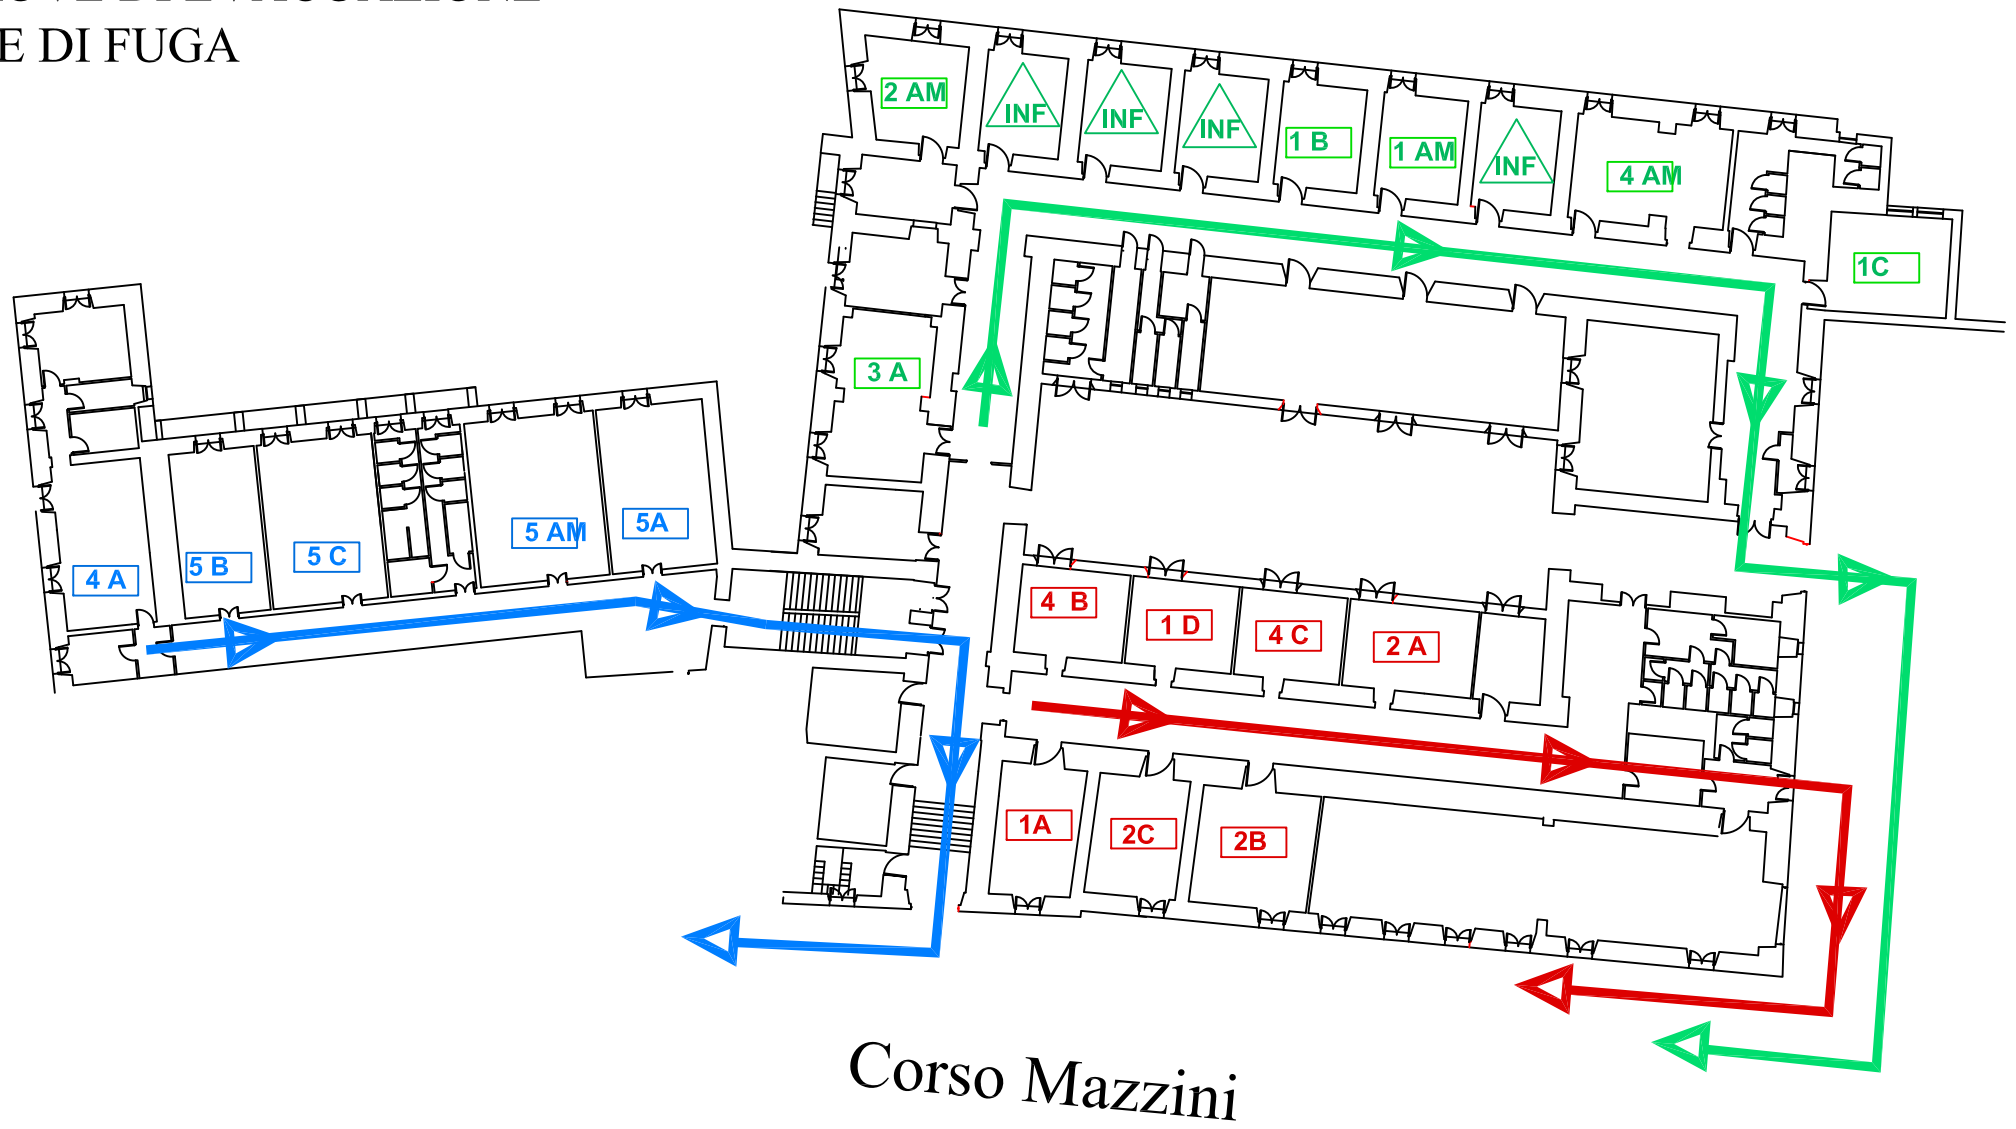 E DI FUGA
2 AM
INF
INF
INF
1 B
1 AM
INF
4 AM
1C
3 A
4 A
5 B
5 C
5 AM
5A
4 B
1 D
4 C
2 A
1A
2C
2B
Corso Mazzini